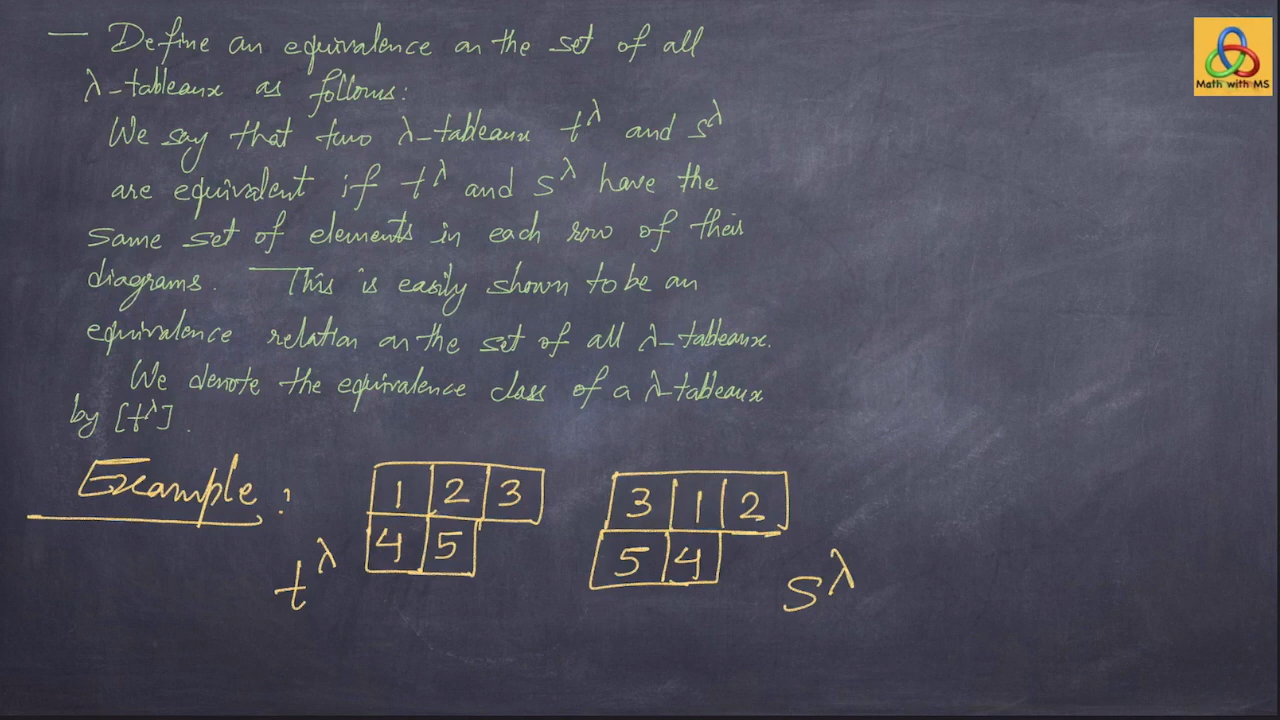 — Define an equivalence on the set of all
λ-tableaux as follows:
We say that two λ-tableaux t^λ and s^λ
are equivalent if t^λ and s^λ have the
same set of elements in each row of their
diagrams. This is easily shown to be an
equivalence relation on the set of all λ-tableaux.
We denote the equivalence class of a λ-tableaux
by [t^λ].
Example:
t^λ
1 2 3
4 5
3 1 2
5 4
s^λ
Math with MS